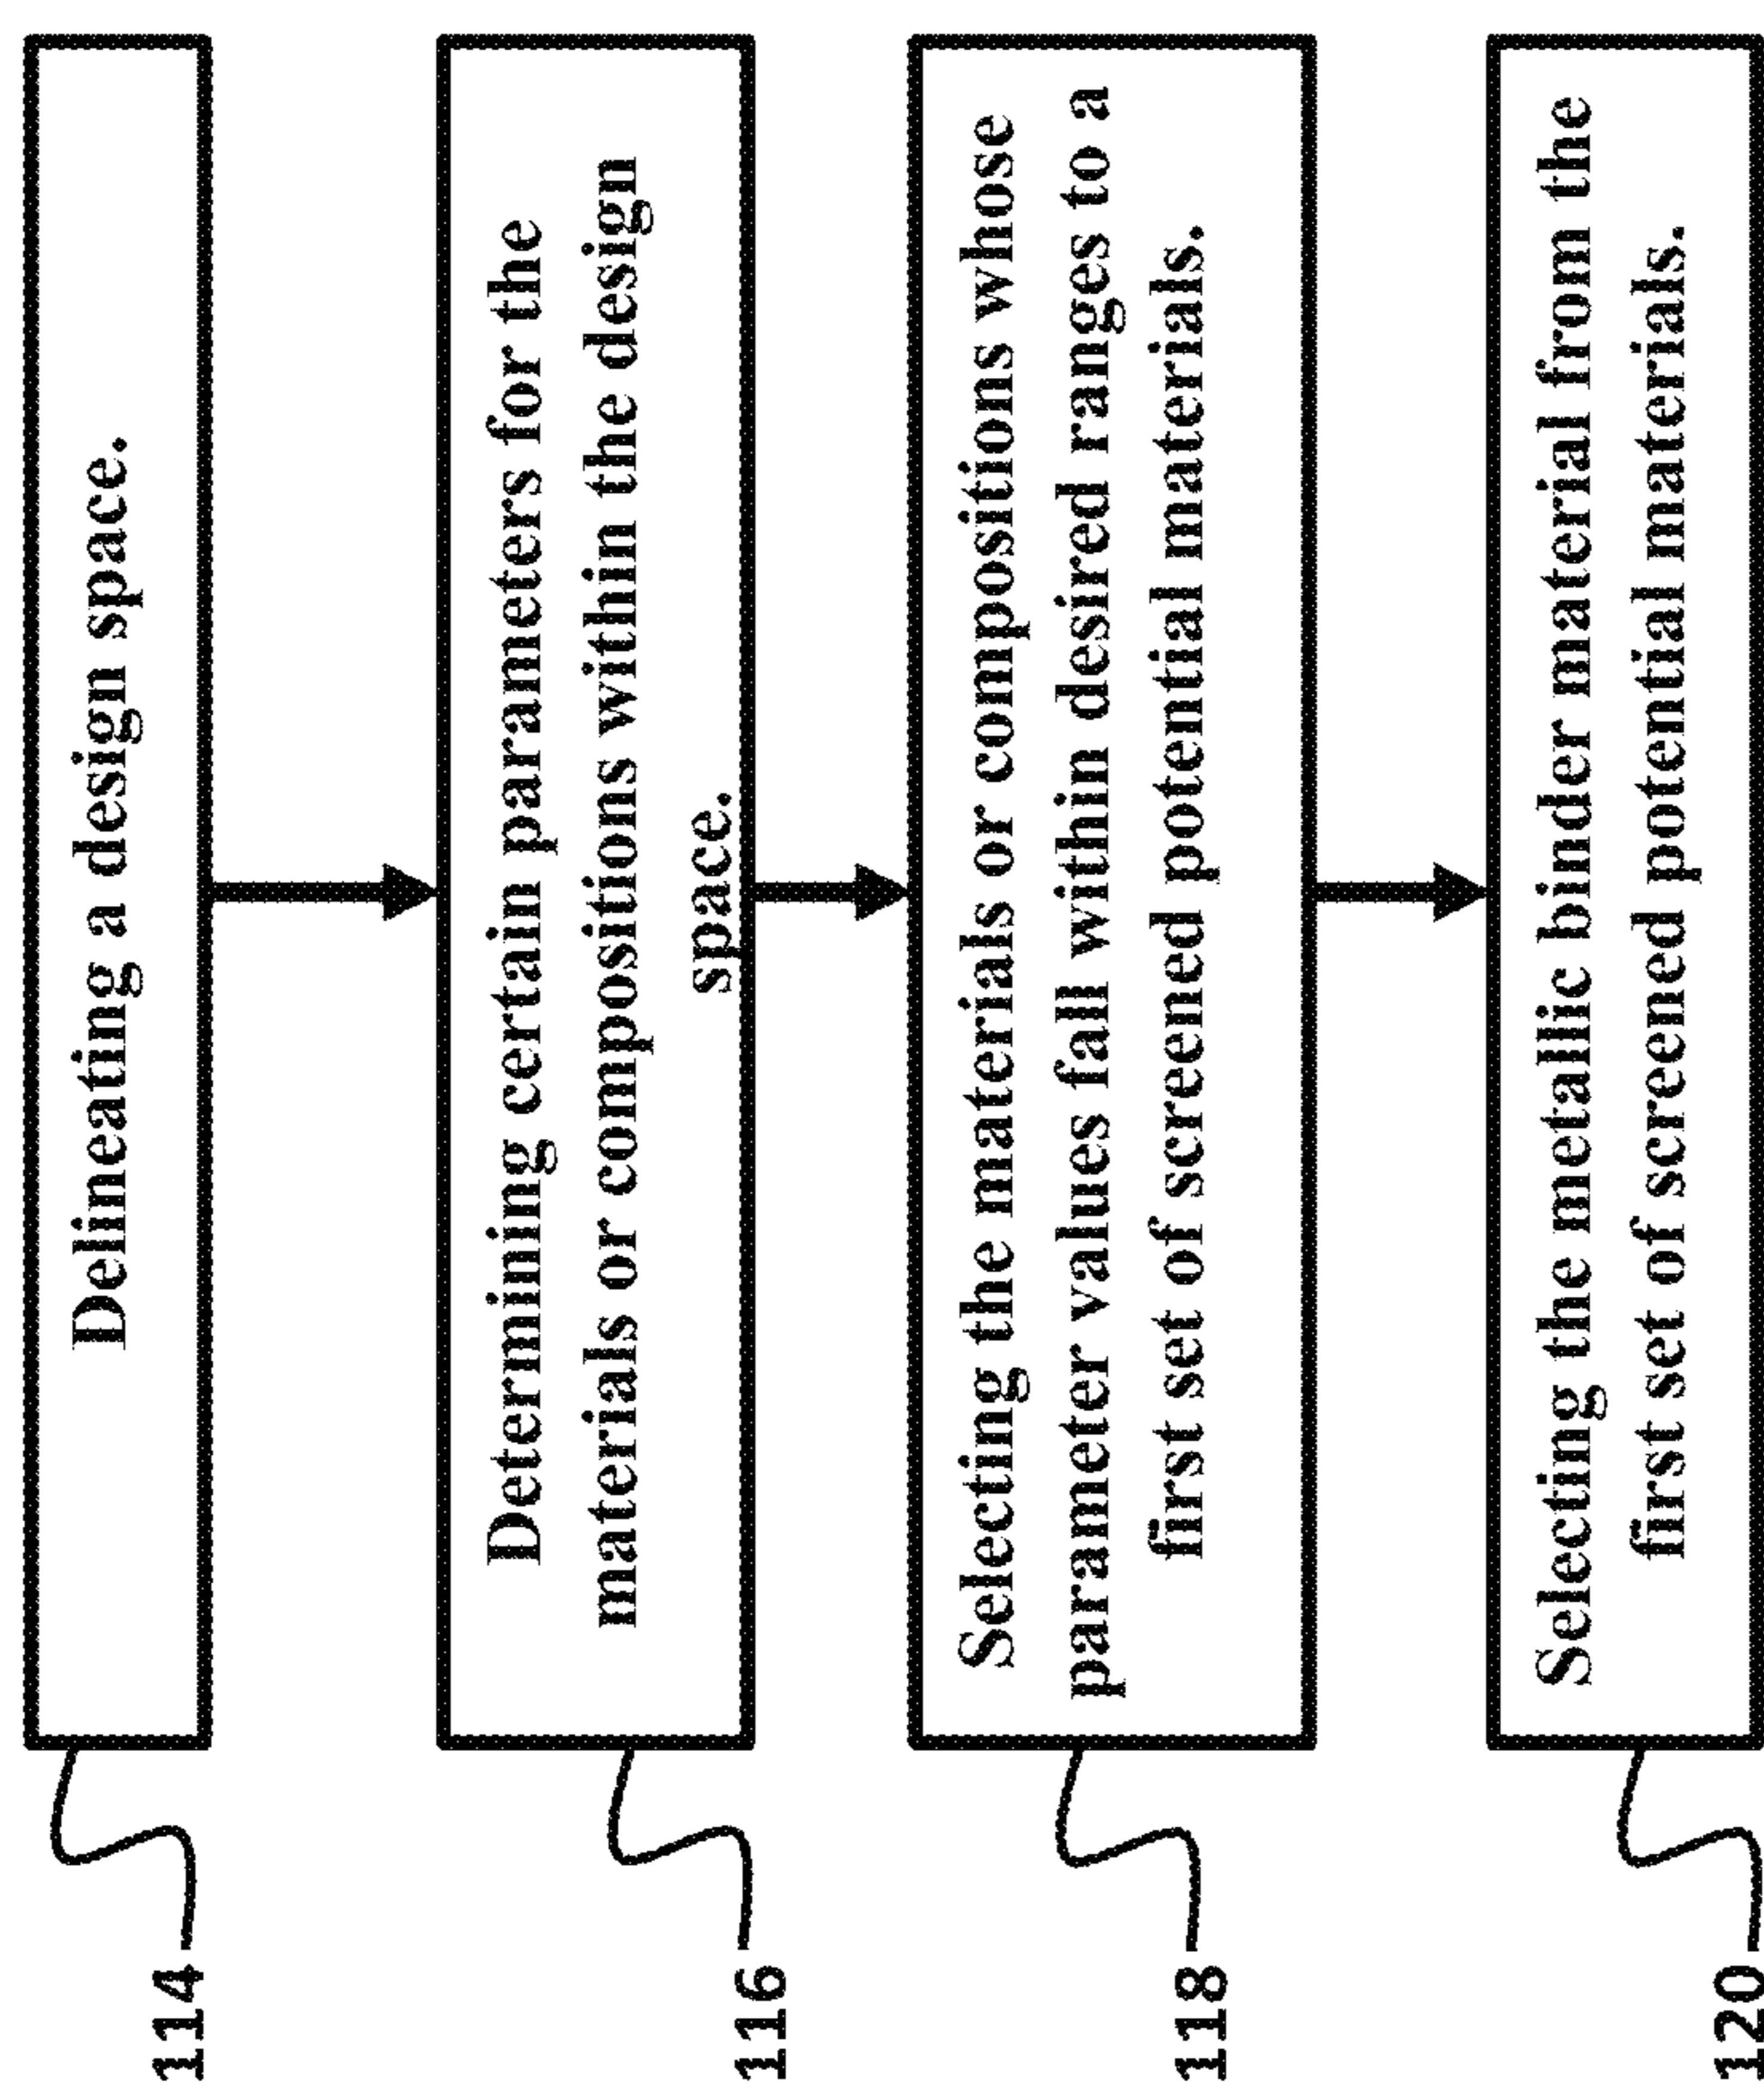 114
Delineating a design space.
116
Determining certain parameters for the
materials or compositions within the design
space.
118
Selecting the materials or compositions whose
parameter values fall within desired ranges to a
first set of screened potential materials.
120
Selecting the metallic binder material from the
first set of screened potential materials.